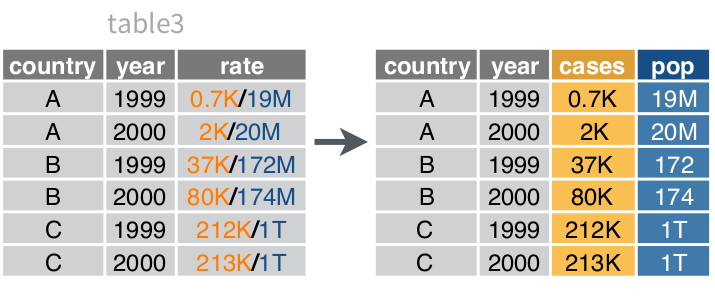 table3
country year rate country year cases pop
A 1999 0.7K/19M A 1999 0.7K 19M
A 2000 2K/20M A 2000 2K 20M
B 1999 37K/172M B 1999 37K 172
B 2000 80K/174M B 2000 80K 174
C 1999 212K/1T C 1999 212K 1T
C 2000 213K/1T C 2000 213K 1T